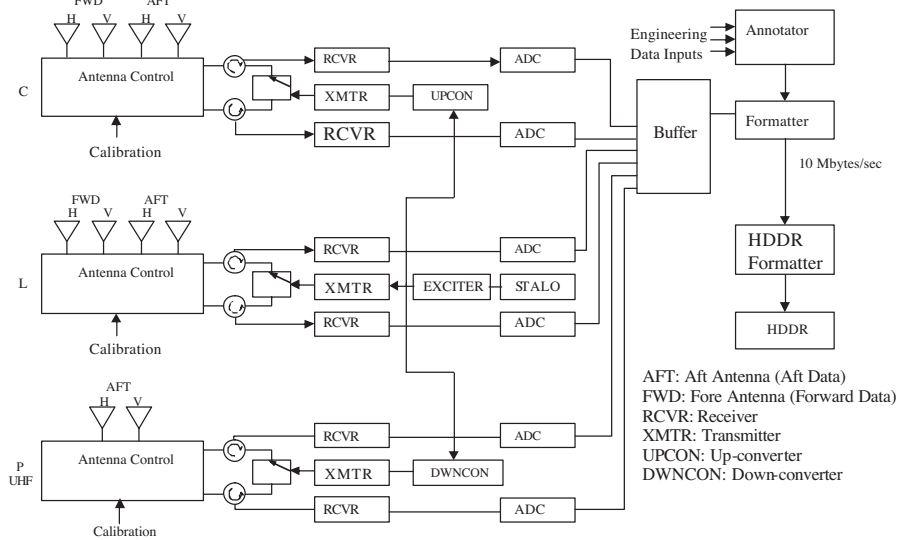 FWD AFT
H V H V
Antenna Control
C
Calibration
RCVR ADC
XMTR UPCON
RCVR ADC
Engineering
Data Inputs
Annotator
Buffer
Formatter
10 Mbytes/sec
HDDR
Formatter
HDDR
FWD AFT
H V H V
Antenna Control
L
Calibration
RCVR ADC
XMTR EXCITER STALO
RCVR ADC
AFT
H V
Antenna Control
P
UHF
Calibration
RCVR ADC
XMTR DWNCON
RCVR ADC
AFT: Aft Antenna (Aft Data)
FWD: Fore Antenna (Forward Data)
RCVR: Receiver
XMTR: Transmitter
UPCON: Up-converter
DWNCON: Down-converter